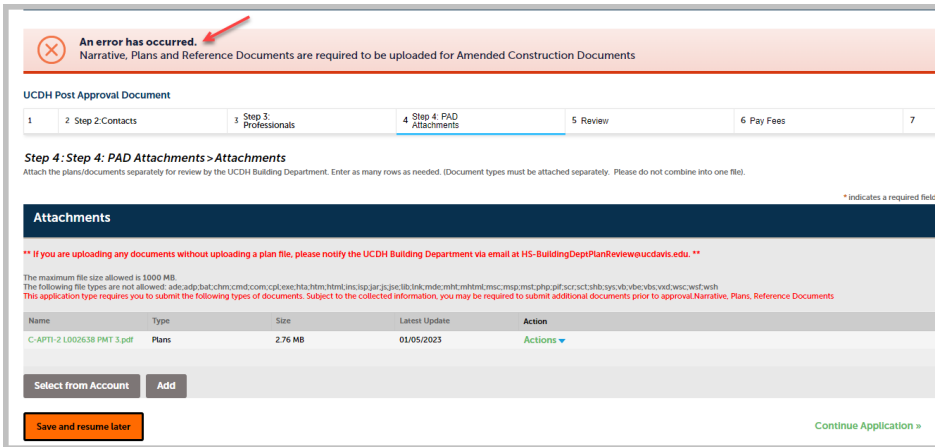 An error has occurred.
Narrative, Plans and Reference Documents are required to be uploaded for Amended Construction Documents
UCDH Post Approval Document
1
2 Step 2:Contacts
3 Step 3: Professionals
4 Step 4: PAD Attachments
5 Review
6 Pay Fees
7
Step 4: Step 4: PAD Attachments>Attachments
Attach the plans/documents separately for review by the UCDH Building Department. Enter as many rows as needed. (Document types must be attached separately. Please do not combine into one file).
* indicates a required field
Attachments
** If you are uploading any documents without uploading a plan file, please notify the UCDH Building Department via email at HS-BuildingDeptPlanReview@ucdavis.edu. **
The maximum file size allowed is 1000 MB.
The following file types are not allowed: ade;adp;bat;chm;cmd;com;cpl;exe;hta;htm;html;ins;isp;jar;js;jse;lib;lnk;mde;mht;mhtml;msc;msp;mst;php;pif;scr;sct;shb;sys;vb;vbe;vbs;vxd;wsc;wsf;wsh
This application type requires you to submit the following types of documents. Subject to the collected information, you may be required to submit additional documents prior to approval.Narrative, Plans, Reference Documents
Name Type Size Latest Update Action
C-APTI-2 L002638 PMT 3.pdf Plans 2.76 MB 01/05/2023 Actions
Select from Account Add
Save and resume later
Continue Application »